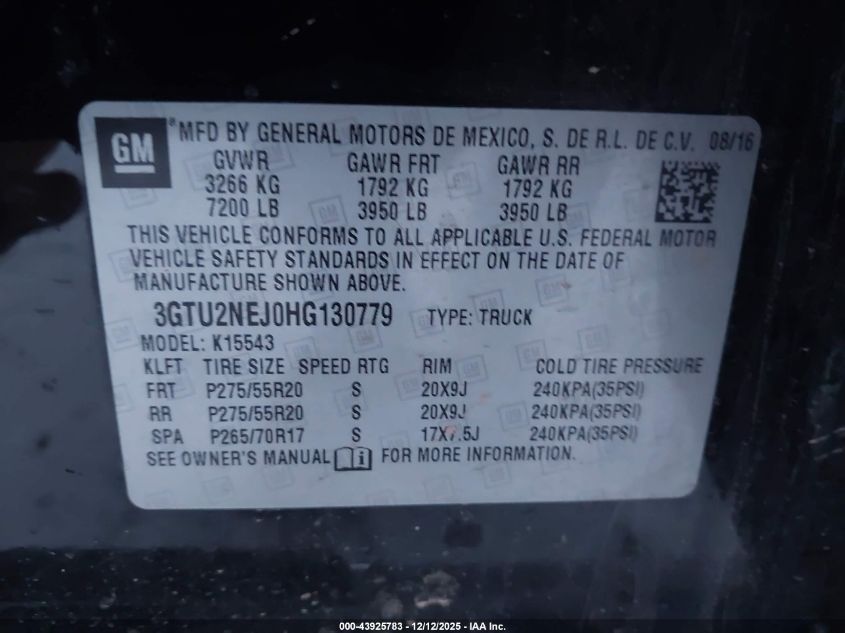 GM ® MFD BY GENERAL MOTORS DE MEXICO, S. DE R.L. DE C.V. 08/16
GVWR GAWR FRT GAWR RR
3266 KG 1792 KG 1792 KG
7200 LB 3950 LB 3950 LB
THIS VEHICLE CONFORMS TO ALL APPLICABLE U.S. FEDERAL MOTOR
VEHICLE SAFETY STANDARDS IN EFFECT ON THE DATE OF
MANUFACTURE SHOWN ABOVE.
3GTU2NEJ0HG130779 TYPE: TRUCK
MODEL: K15543
KLFT TIRE SIZE SPEED RTG RIM COLD TIRE PRESSURE
FRT P275/55R20 S 20X9J 240KPA(35PSI)
RR P275/55R20 S 20X9J 240KPA(35PSI)
SPA P265/70R17 S 17X7.5J 240KPA(35PSI)
SEE OWNER'S MANUAL i FOR MORE INFORMATION.
000-43925783 - 12/12/2025 - IAA Inc.